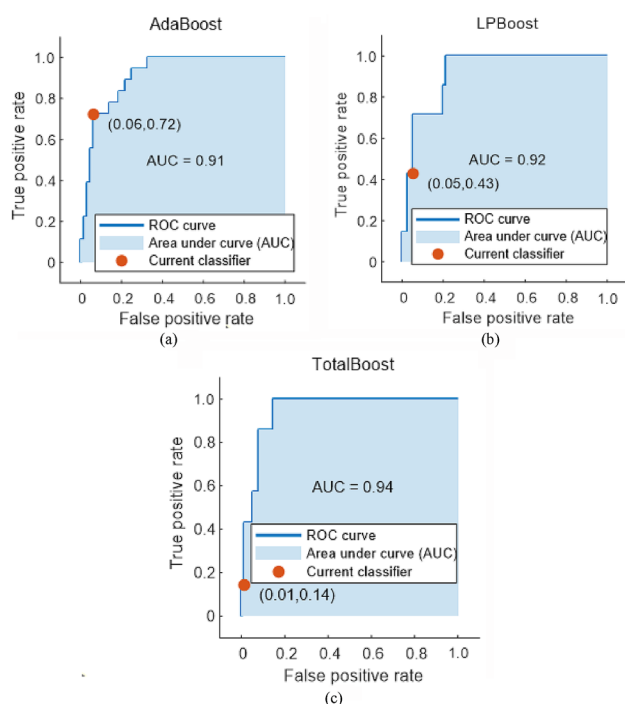 AdaBoost
1.0
0.8
0.6
0.4
0.2
0
True positive rate
(0.06,0.72)
AUC = 0.91
ROC curve
Area under curve (AUC)
Current classifier
0 0.2 0.4 0.6 0.8 1.0
False positive rate
(a)
LPBoost
1.0
0.8
0.6
0.4
0.2
0
True positive rate
AUC = 0.92
(0.05,0.43)
ROC curve
Area under curve (AUC)
Current classifier
0 0.2 0.4 0.6 0.8 1.0
False positive rate
(b)
TotalBoost
1.0
0.8
0.6
0.4
0.2
0
True positive rate
AUC = 0.94
ROC curve
Area under curve (AUC)
Current classifier
(0.01,0.14)
0 0.2 0.4 0.6 0.8 1.0
False positive rate
(c)